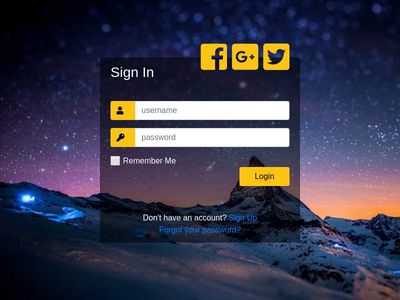 Sign In
username
password
Remember Me
Login
Don't have an account? Sign Up
Forgot your password?